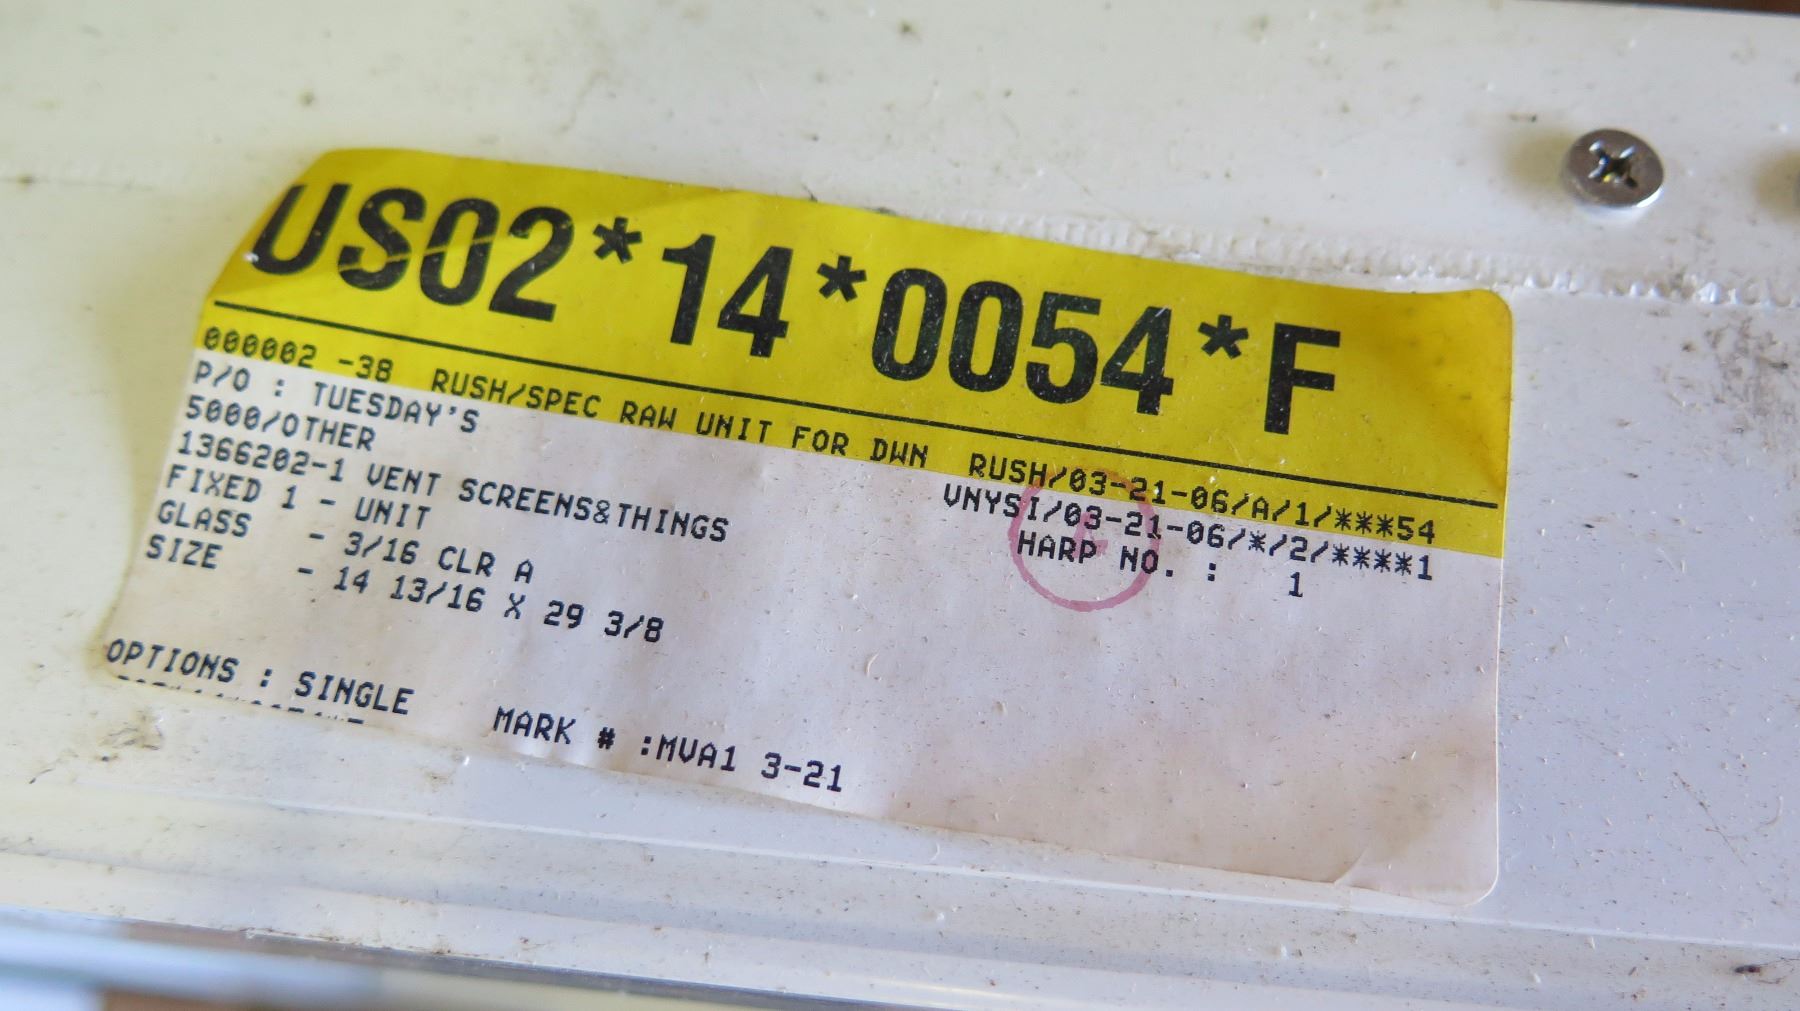 US02*14*0054*F
000002 -38 RUSH/SPEC RAW UNIT FOR DWN RUSH/03-21-06/A/1/***54
P/O : TUESDAY'S VNYSI/03-21-06/*/2/****1
5000/OTHER HARP NO. : 1
1366202-1 VENT SCREENS&THINGS
FIXED 1 - UNIT
GLASS - 3/16 CLR A
SIZE - 14 13/16 X 29 3/8
OPTIONS : SINGLE MARK # :MVA1 3-21